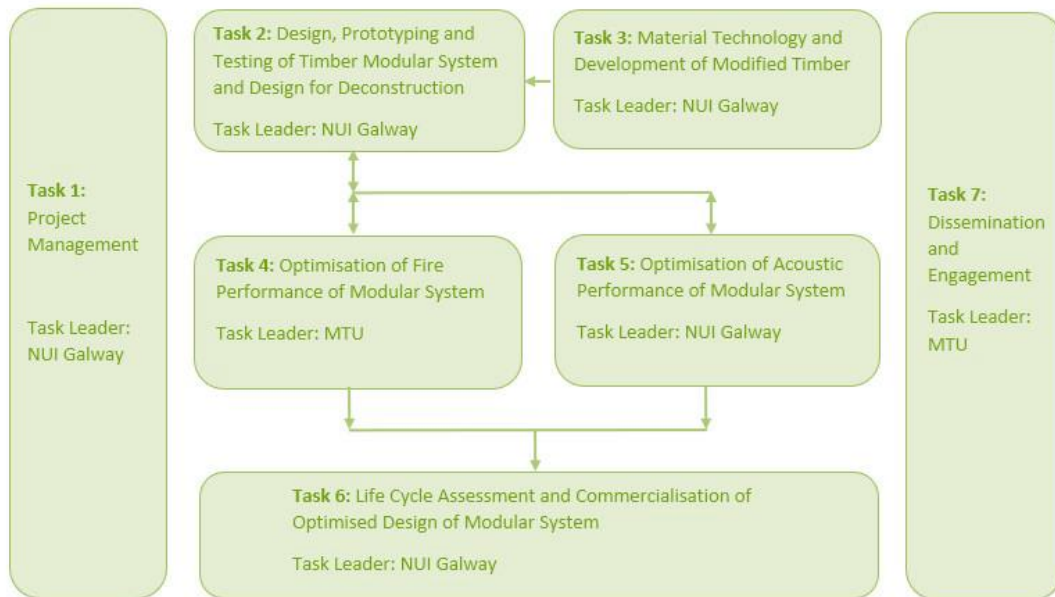 Task 1:
Project
Management
Task Leader:
NUI Galway
Task 2: Design, Prototyping and
Testing of Timber Modular System
and Design for Deconstruction
Task Leader: NUI Galway
Task 3: Material Technology and
Development of Modified Timber
Task Leader: NUI Galway
Task 4: Optimisation of Fire
Performance of Modular System
Task Leader: MTU
Task 5: Optimisation of Acoustic
Performance of Modular System
Task Leader: NUI Galway
Task 6: Life Cycle Assessment and Commercialisation of
Optimised Design of Modular System
Task Leader: NUI Galway
Task 7:
Dissemination
and
Engagement
Task Leader:
MTU